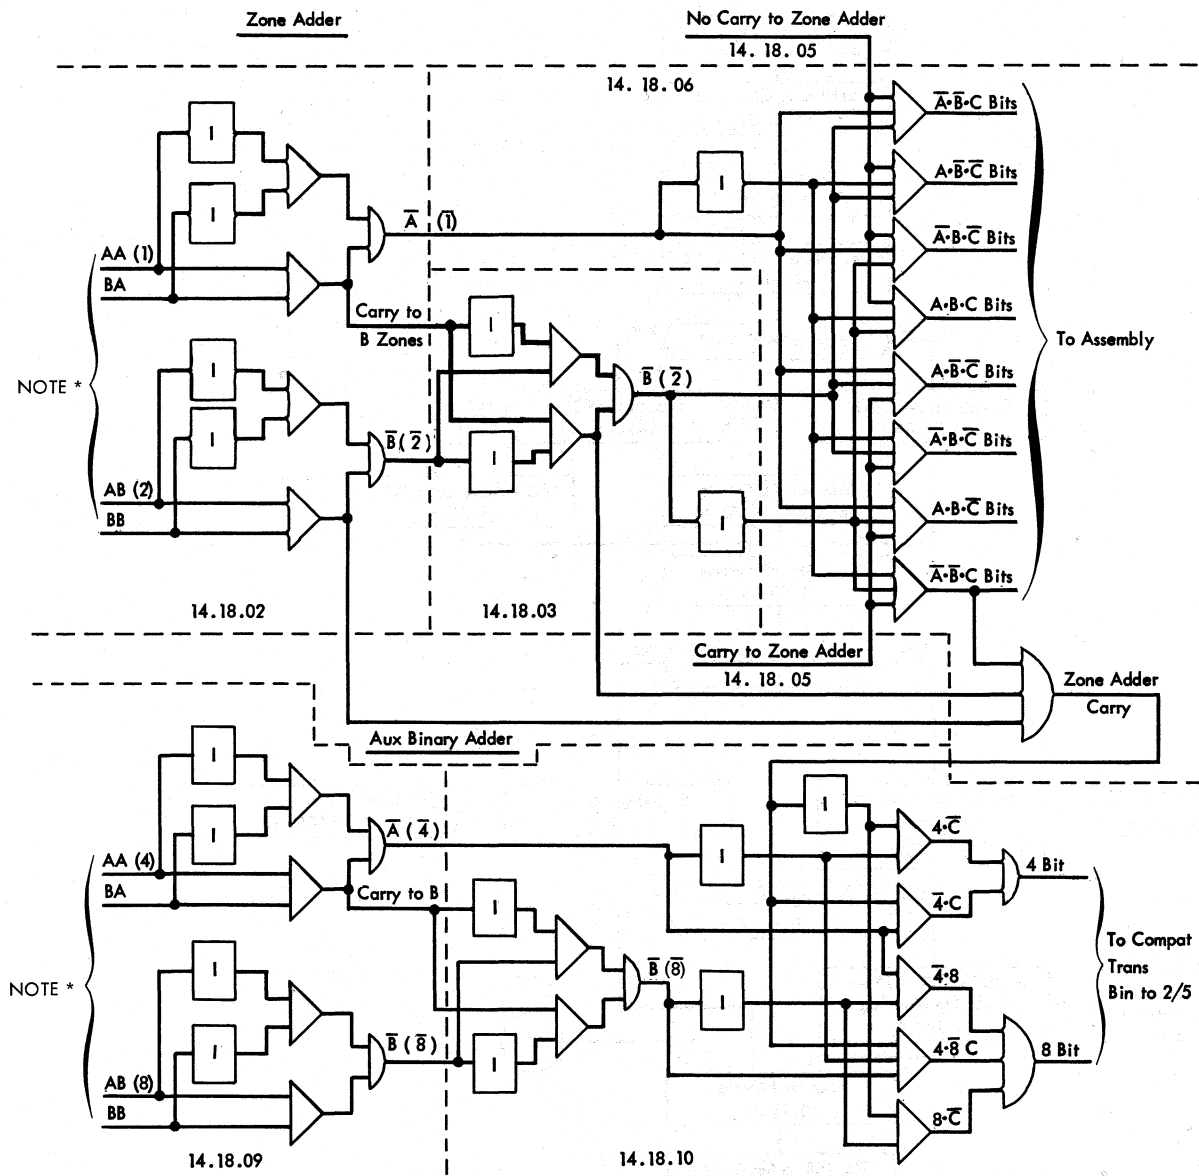 Zone Adder
No Carry to Zone Adder
14. 18. 05
14. 18. 06
I
I
I
A̅·B̅·C Bits
A·B̅·C̅ Bits
A̅·B·C̅ Bits
A·B·C Bits
A·B̅·C̅ Bits
A̅·B·C̅ Bits
A·B·C̅ Bits
A̅·B̅·C Bits
To Assembly
A̅ (1̅)
AA (1)
BA
Carry to
B Zones
I
I
I
B̅ (2̅)
NOTE *
I
B̅(2̅)
I
AB (2)
BB
I
14.18.02
14.18.03
Carry to Zone Adder
14. 18. 05
Zone Adder
Carry
Aux Binary Adder
I
I
I
I
A̅ (4̅)
AA (4)
BA
Carry to B
I
4·C̅
4̅·C
4 Bit
To Compat
Trans
Bin to 2/5
NOTE *
I
I
B̅ (8̅)
I
4̅·8
B̅ (8̅)
I
4·8̅ C
8 Bit
AB (8)
BB
8·C̅
14.18.09
14.18.10